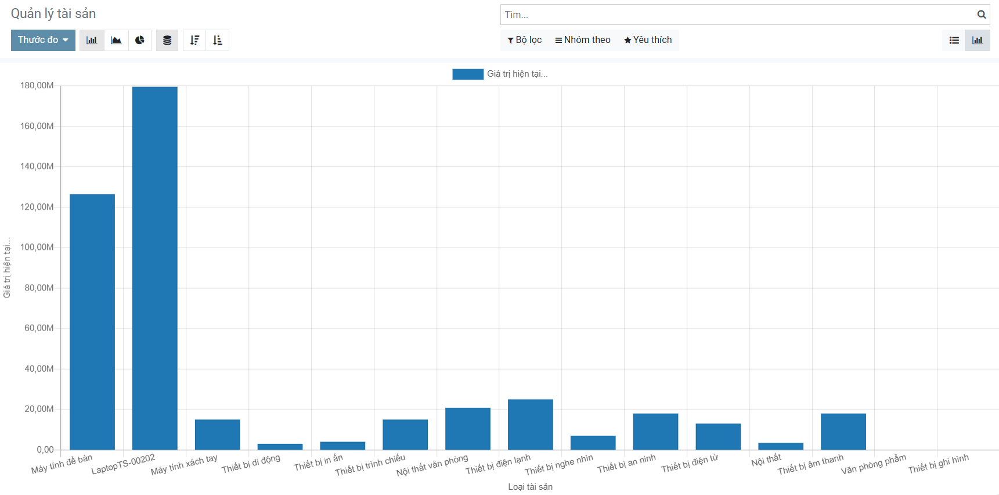 Quản lý tài sản
Tìm...
Thước đo
Bộ lọc
Nhóm theo
Yêu thích
Giá trị hiện tại...
180,00M
160,00M
140,00M
120,00M
100,00M
80,00M
60,00M
40,00M
20,00M
0,00
Giá trị hiện tại...
Máy tính để bàn
LaptopTS-00202
Máy tính xách tay
Thiết bị di động
Thiết bị in ấn
Thiết bị trình chiếu
Nội thất văn phòng
Thiết bị điện lạnh
Thiết bị nghe nhìn
Thiết bị an ninh
Thiết bị điện tử
Nội thất
Thiết bị âm thanh
Văn phòng phẩm
Thiết bị ghi hình
Loại tài sản